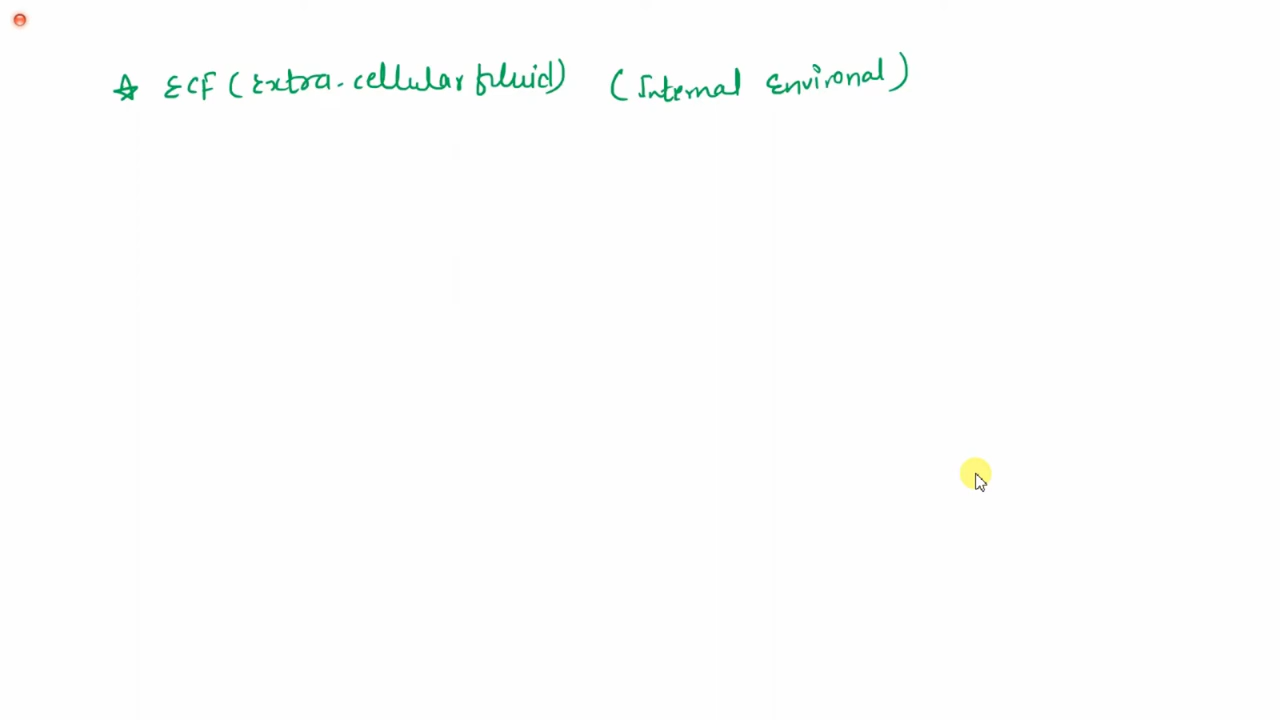 ☆ ECF (Extra-cellular fluid) (Internal Environal)